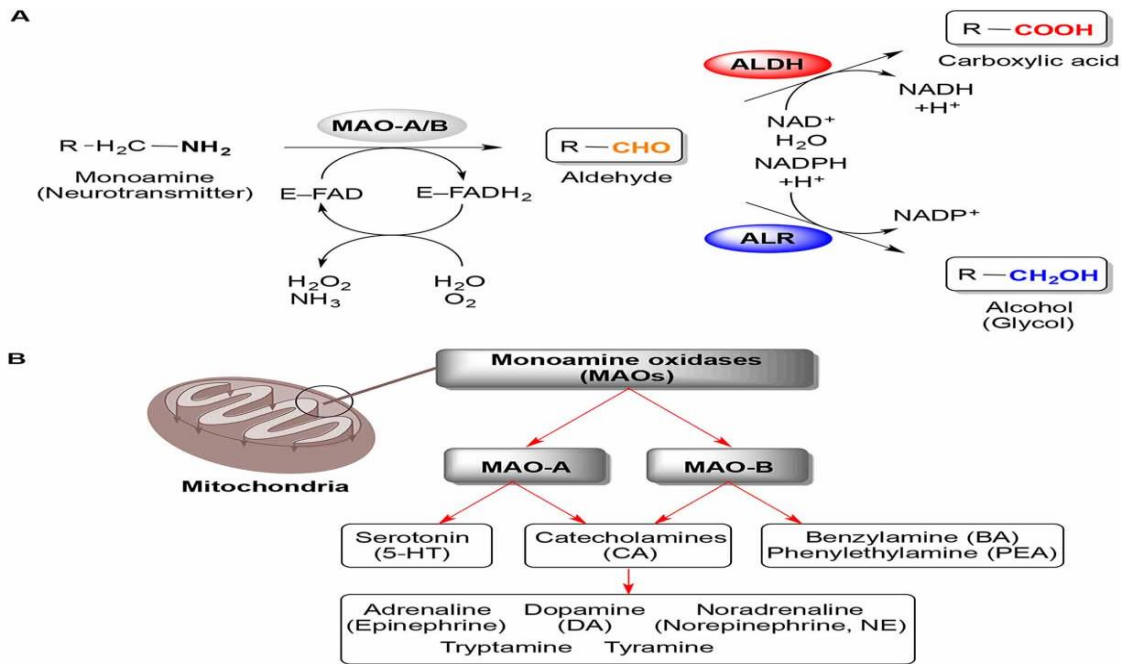 A
R-H₂C—NH₂
Monoamine
(Neurotransmitter)
MAO-A/B
E–FAD
E–FADH₂
H₂O₂
NH₃
H₂O
O₂
R—CHO
Aldehyde
ALDH
NAD⁺
H₂O
NADH
+H⁺
R—COOH
Carboxylic acid
NADPH
+H⁺
ALR
NADP⁺
R—CH₂OH
Alcohol
(Glycol)
B
Monoamine oxidases
(MAOs)
Mitochondria
MAO-A
MAO-B
Serotonin
(5-HT)
Catecholamines
(CA)
Benzylamine (BA)
Phenylethylamine (PEA)
Adrenaline
(Epinephrine)
Dopamine
(DA)
Noradrenaline
(Norepinephrine, NE)
Tryptamine Tyramine